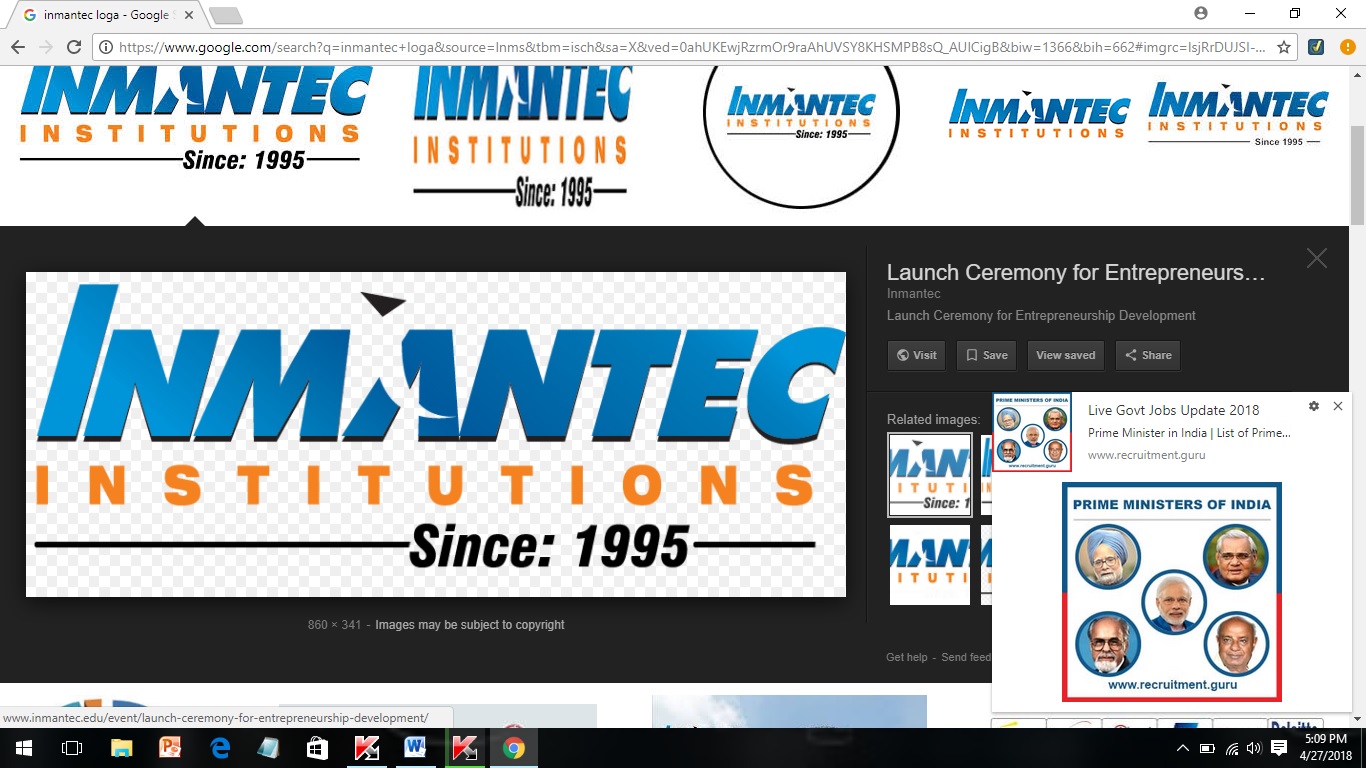 inmantec loga - Google S
https://www.google.com/search?q=inmantec+loga&source=lnms&tbm=isch&sa=X&ved=0ahUKEwjRzrmOr9raAhUVSY8KHSMPB8sQ_AUICigB&biw=1366&bih=662#imgrc=IsjRrDUJSI-...
INMANTEC
INSTITUTIONS
Since: 1995
INMANTEC
INSTITUTIONS
Since: 1995
INMANTEC
INSTITUTIONS
Since: 1995
INMANTEC
INSTITUTIONS
INMANTEC
INSTITUTIONS
Since 1995
INMANTEC
INSTITUTIONS
Since: 1995
860 × 341 - Images may be subject to copyright
Launch Ceremony for Entrepreneurs…
Inmantec
Launch Ceremony for Entrepreneurship Development
Visit
Save
View saved
Share
Related images:
Since: 1
Get help - Send feed
Live Govt Jobs Update 2018
Prime Minister in India | List of Prime...
www.recruitment.guru
PRIME MINISTERS OF INDIA
www.recruitment.guru
PRIME MINISTERS OF INDIA
www.recruitment.guru
Deloitte
www.inmantec.edu/event/launch-ceremony-for-entrepreneurship-development/
5:09 PM
4/27/2018